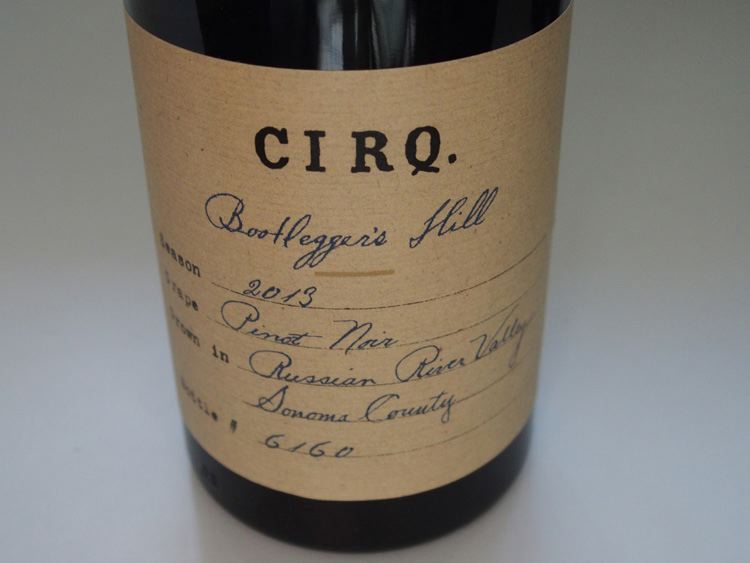 CIRQ.
Bootlegger's Hill
Season 2013
Grape Pinot Noir
Grown in Russian River Valley
Sonoma County
Bottle # 6160